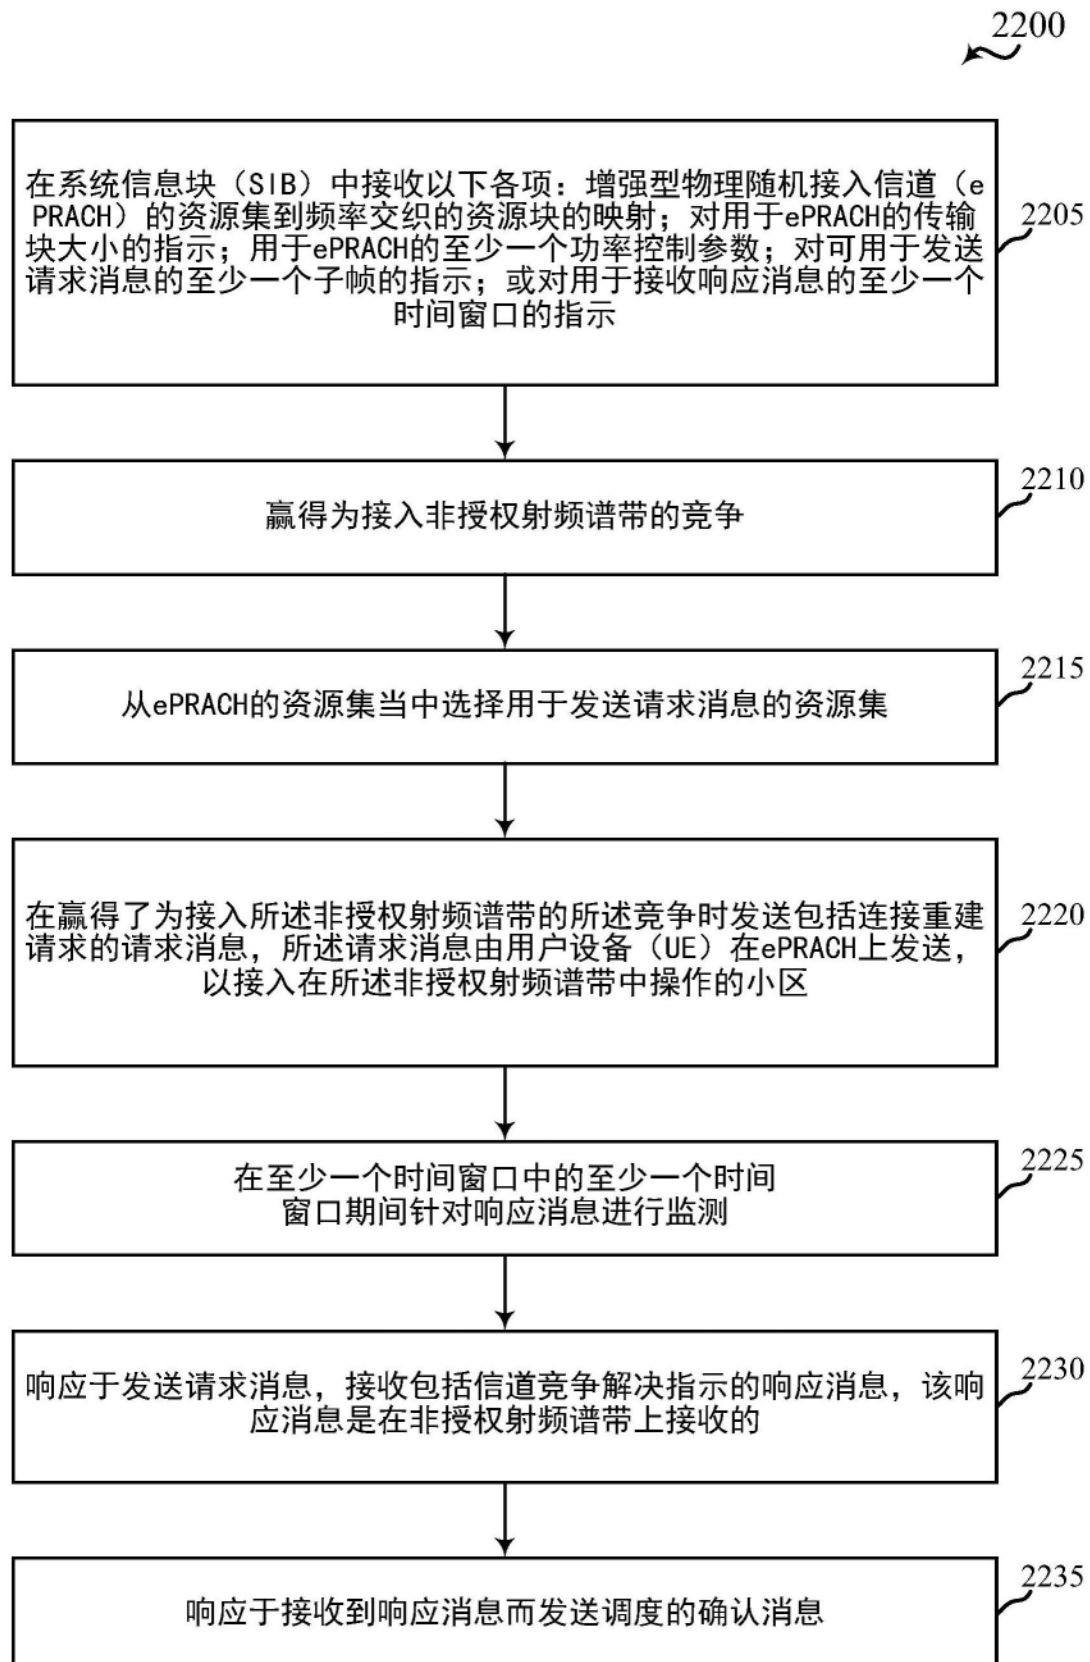 2200
在系统信息块（SIB）中接收以下各项：增强型物理随机接入信道（e
PRACH）的资源集到频率交织的资源块的映射；对用于ePRACH的传输
块大小的指示；用于ePRACH的至少一个功率控制参数；对可用于发送
请求消息的至少一个子帧的指示；或对用于接收响应消息的至少一个
时间窗口的指示
2205
赢得为接入非授权射频谱带的竞争
2210
从ePRACH的资源集当中选择用于发送请求消息的资源集
2215
在赢得了为接入所述非授权射频谱带的所述竞争时发送包括连接重建
请求的请求消息，所述请求消息由用户设备（UE）在ePRACH上发送，
以接入在所述非授权射频谱带中操作的小区
2220
在至少一个时间窗口中的至少一个时间
窗口期间针对响应消息进行监测
2225
响应于发送请求消息，接收包括信道竞争解决指示的响应消息，该响
应消息是在非授权射频谱带上接收的
2230
响应于接收到响应消息而发送调度的确认消息
2235